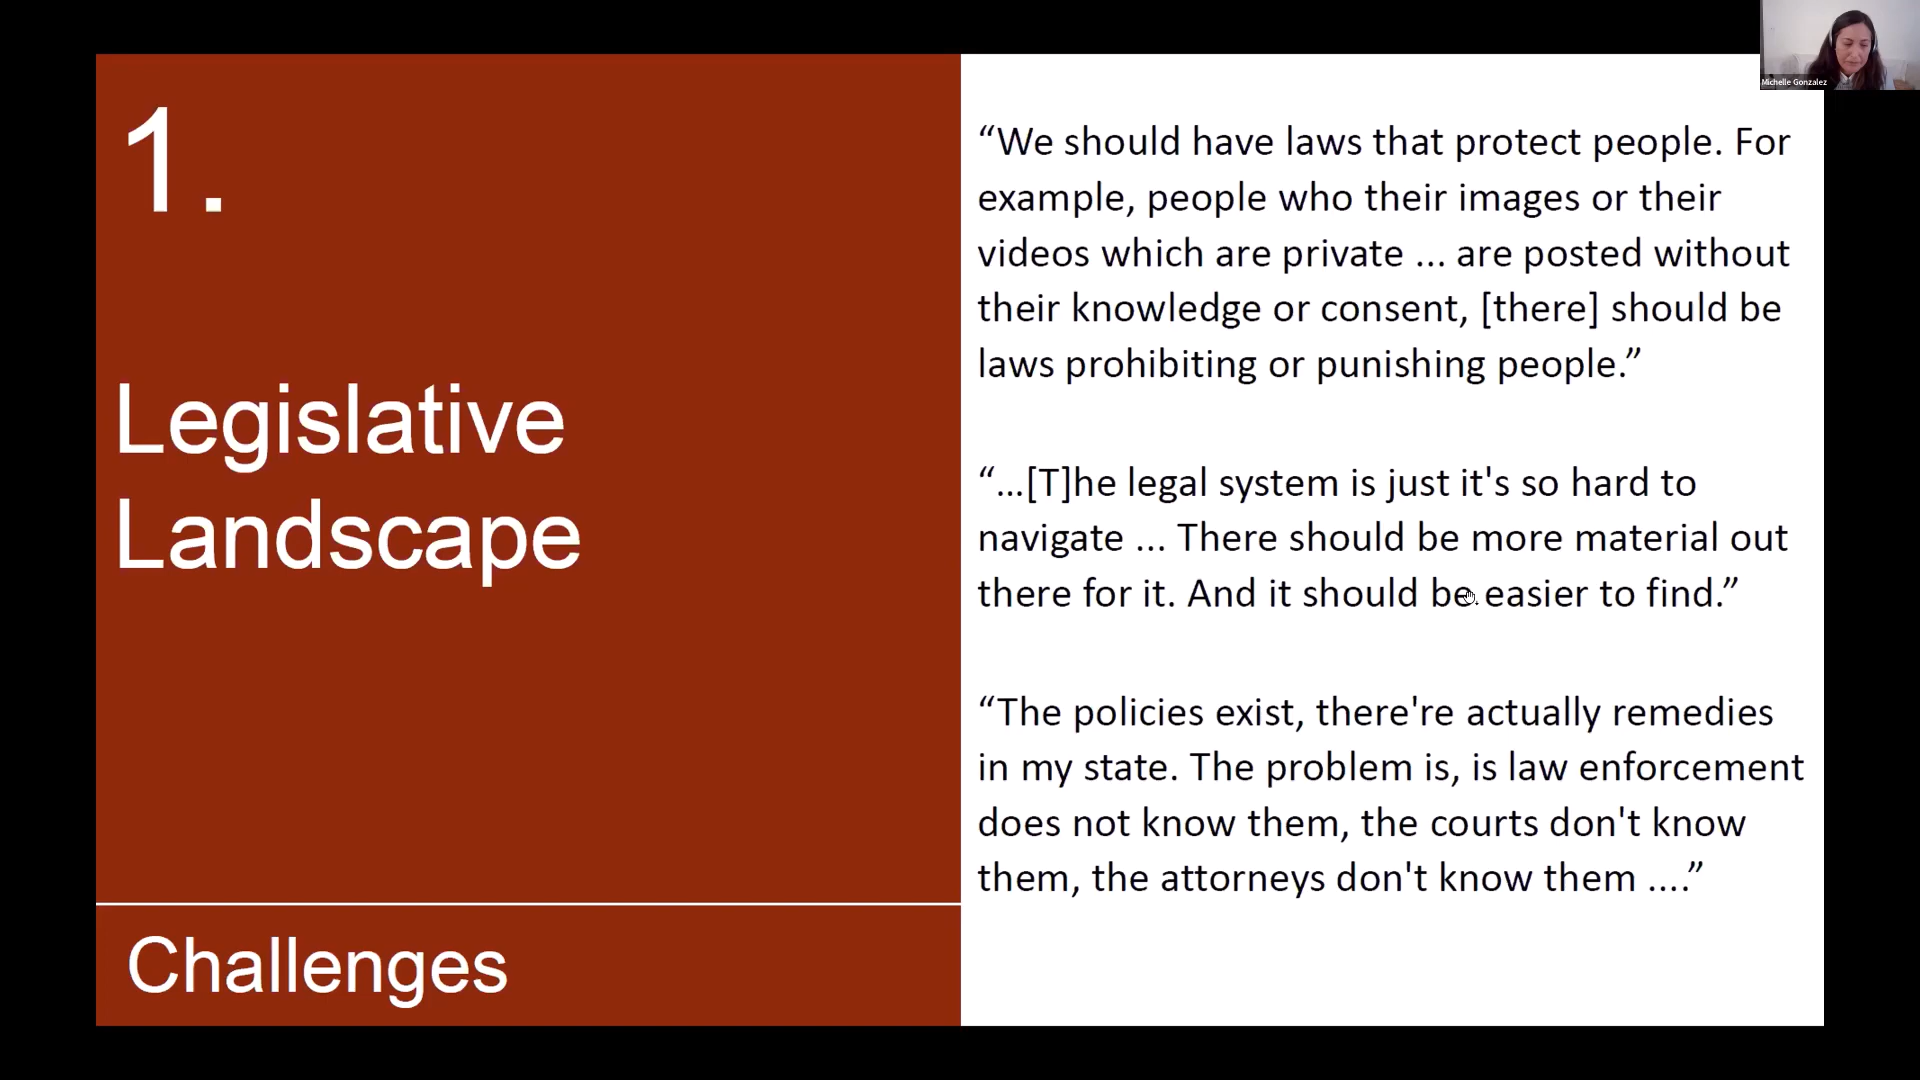 1.
Legislative
Landscape
Challenges
“We should have laws that protect people. For
example, people who their images or their
videos which are private ... are posted without
their knowledge or consent, [there] should be
laws prohibiting or punishing people.”
“...[T]he legal system is just it's so hard to
navigate ... There should be more material out
there for it. And it should be easier to find.”
“The policies exist, there're actually remedies
in my state. The problem is, is law enforcement
does not know them, the courts don't know
them, the attorneys don't know them ....”
Michelle Gonzalez